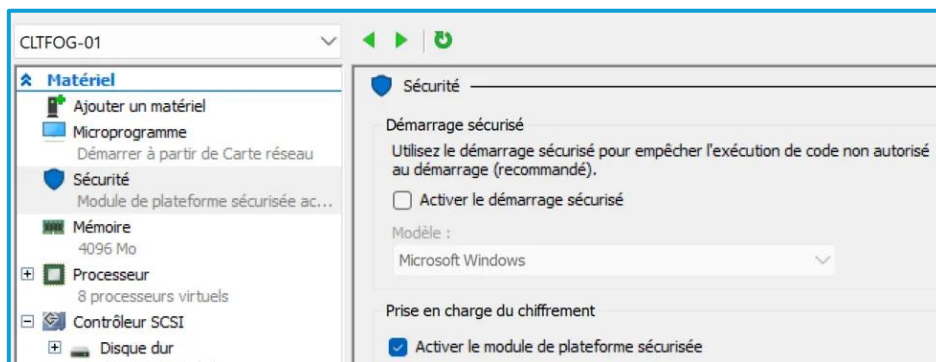 CLTFOG-01
Matériel
Ajouter un matériel
Microprogramme
Démarrer à partir de Carte réseau
Sécurité
Module de plateforme sécurisée ac...
Mémoire
4096 Mo
Processeur
8 processeurs virtuels
Contrôleur SCSI
Disque dur
Sécurité
Démarrage sécurisé
Utilisez le démarrage sécurisé pour empêcher l'exécution de code non autorisé
au démarrage (recommandé).
Activer le démarrage sécurisé
Modèle :
Microsoft Windows
Prise en charge du chiffrement
Activer le module de plateforme sécurisée